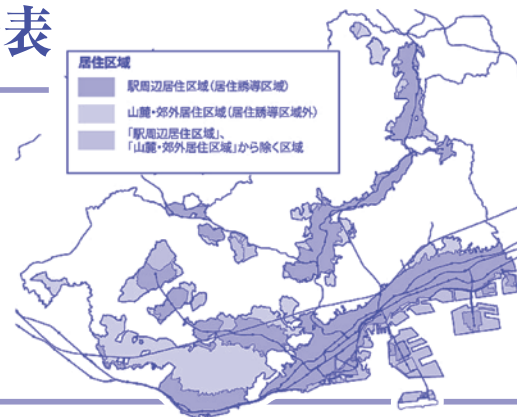 表
居住区域
駅周辺居住区域(居住誘導区域)
山麓・郊外居住区域(居住誘導区域外)
「駅周辺居住区域」、
「山麓・郊外居住区域」から除く区域